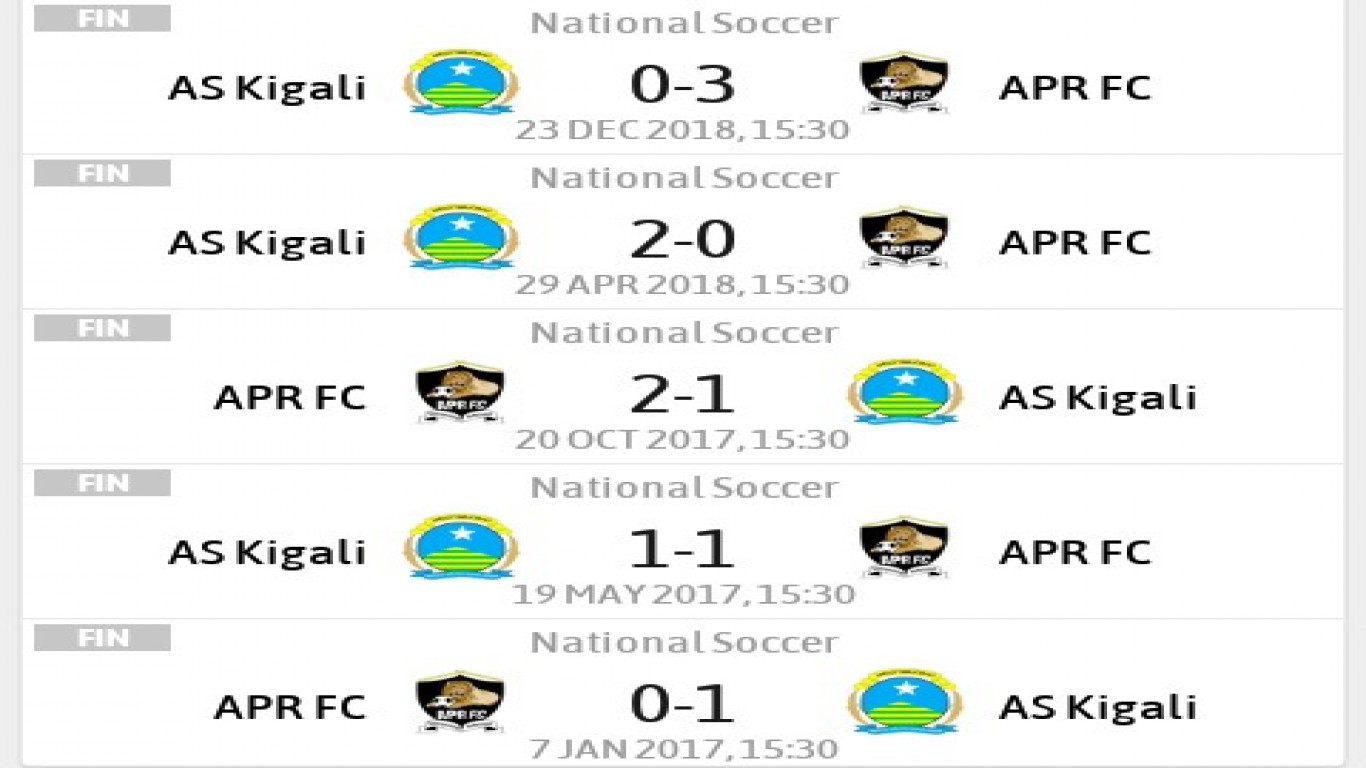 FIN
National Soccer
AS Kigali 0-3 APR FC
23 DEC 2018, 15:30
FIN
National Soccer
AS Kigali 2-0 APR FC
29 APR 2018, 15:30
FIN
National Soccer
APR FC 2-1 AS Kigali
20 OCT 2017, 15:30
FIN
National Soccer
AS Kigali 1-1 APR FC
19 MAY 2017, 15:30
FIN
National Soccer
APR FC 0-1 AS Kigali
7 JAN 2017, 15:30